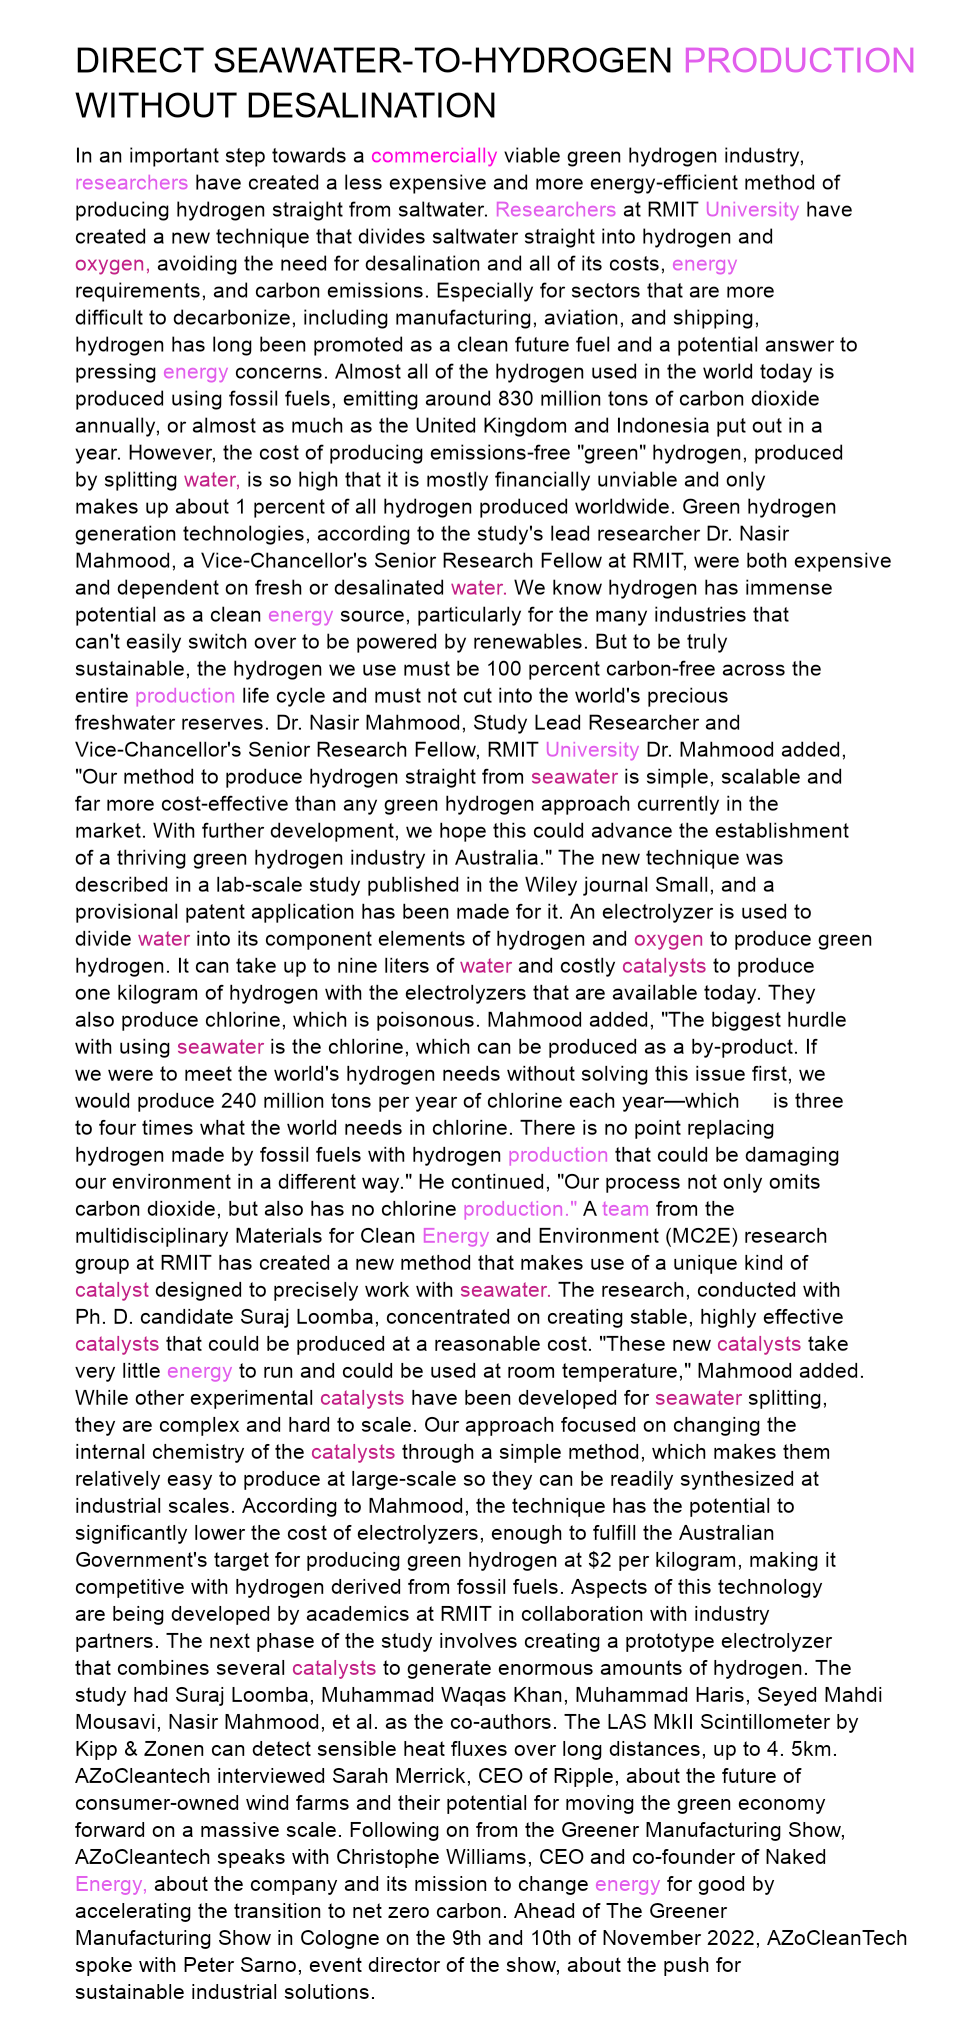 DIRECT SEAWATER-TO-HYDROGEN PRODUCTION
WITHOUT DESALINATION
In an important step towards a commercially viable green hydrogen industry,
researchers have created a less expensive and more energy-efficient method of
producing hydrogen straight from saltwater. Researchers at RMIT University have
created a new technique that divides saltwater straight into hydrogen and
oxygen, avoiding the need for desalination and all of its costs, energy
requirements, and carbon emissions. Especially for sectors that are more
difficult to decarbonize, including manufacturing, aviation, and shipping,
hydrogen has long been promoted as a clean future fuel and a potential answer to
pressing energy concerns. Almost all of the hydrogen used in the world today is
produced using fossil fuels, emitting around 830 million tons of carbon dioxide
annually, or almost as much as the United Kingdom and Indonesia put out in a
year. However, the cost of producing emissions-free "green" hydrogen, produced
by splitting water, is so high that it is mostly financially unviable and only
makes up about 1 percent of all hydrogen produced worldwide. Green hydrogen
generation technologies, according to the study's lead researcher Dr. Nasir
Mahmood, a Vice-Chancellor's Senior Research Fellow at RMIT, were both expensive
and dependent on fresh or desalinated water. We know hydrogen has immense
potential as a clean energy source, particularly for the many industries that
can't easily switch over to be powered by renewables. But to be truly
sustainable, the hydrogen we use must be 100 percent carbon-free across the
entire production life cycle and must not cut into the world's precious
freshwater reserves. Dr. Nasir Mahmood, Study Lead Researcher and
Vice-Chancellor's Senior Research Fellow, RMIT University Dr. Mahmood added,
"Our method to produce hydrogen straight from seawater is simple, scalable and
far more cost-effective than any green hydrogen approach currently in the
market. With further development, we hope this could advance the establishment
of a thriving green hydrogen industry in Australia." The new technique was
described in a lab-scale study published in the Wiley journal Small, and a
provisional patent application has been made for it. An electrolyzer is used to
divide water into its component elements of hydrogen and oxygen to produce green
hydrogen. It can take up to nine liters of water and costly catalysts to produce
one kilogram of hydrogen with the electrolyzers that are available today. They
also produce chlorine, which is poisonous. Mahmood added, "The biggest hurdle
with using seawater is the chlorine, which can be produced as a by-product. If
we were to meet the world's hydrogen needs without solving this issue first, we
would produce 240 million tons per year of chlorine each year—which is three
to four times what the world needs in chlorine. There is no point replacing
hydrogen made by fossil fuels with hydrogen production that could be damaging
our environment in a different way." He continued, "Our process not only omits
carbon dioxide, but also has no chlorine production." A team from the
multidisciplinary Materials for Clean Energy and Environment (MC2E) research
group at RMIT has created a new method that makes use of a unique kind of
catalyst designed to precisely work with seawater. The research, conducted with
Ph. D. candidate Suraj Loomba, concentrated on creating stable, highly effective
catalysts that could be produced at a reasonable cost. "These new catalysts take
very little energy to run and could be used at room temperature," Mahmood added.
While other experimental catalysts have been developed for seawater splitting,
they are complex and hard to scale. Our approach focused on changing the
internal chemistry of the catalysts through a simple method, which makes them
relatively easy to produce at large-scale so they can be readily synthesized at
industrial scales. According to Mahmood, the technique has the potential to
significantly lower the cost of electrolyzers, enough to fulfill the Australian
Government's target for producing green hydrogen at $2 per kilogram, making it
competitive with hydrogen derived from fossil fuels. Aspects of this technology
are being developed by academics at RMIT in collaboration with industry
partners. The next phase of the study involves creating a prototype electrolyzer
that combines several catalysts to generate enormous amounts of hydrogen. The
study had Suraj Loomba, Muhammad Waqas Khan, Muhammad Haris, Seyed Mahdi
Mousavi, Nasir Mahmood, et al. as the co-authors. The LAS MkII Scintillometer by
Kipp & Zonen can detect sensible heat fluxes over long distances, up to 4. 5km.
AZoCleantech interviewed Sarah Merrick, CEO of Ripple, about the future of
consumer-owned wind farms and their potential for moving the green economy
forward on a massive scale. Following on from the Greener Manufacturing Show,
AZoCleantech speaks with Christophe Williams, CEO and co-founder of Naked
Energy, about the company and its mission to change energy for good by
accelerating the transition to net zero carbon. Ahead of The Greener
Manufacturing Show in Cologne on the 9th and 10th of November 2022, AZoCleanTech
spoke with Peter Sarno, event director of the show, about the push for
sustainable industrial solutions.